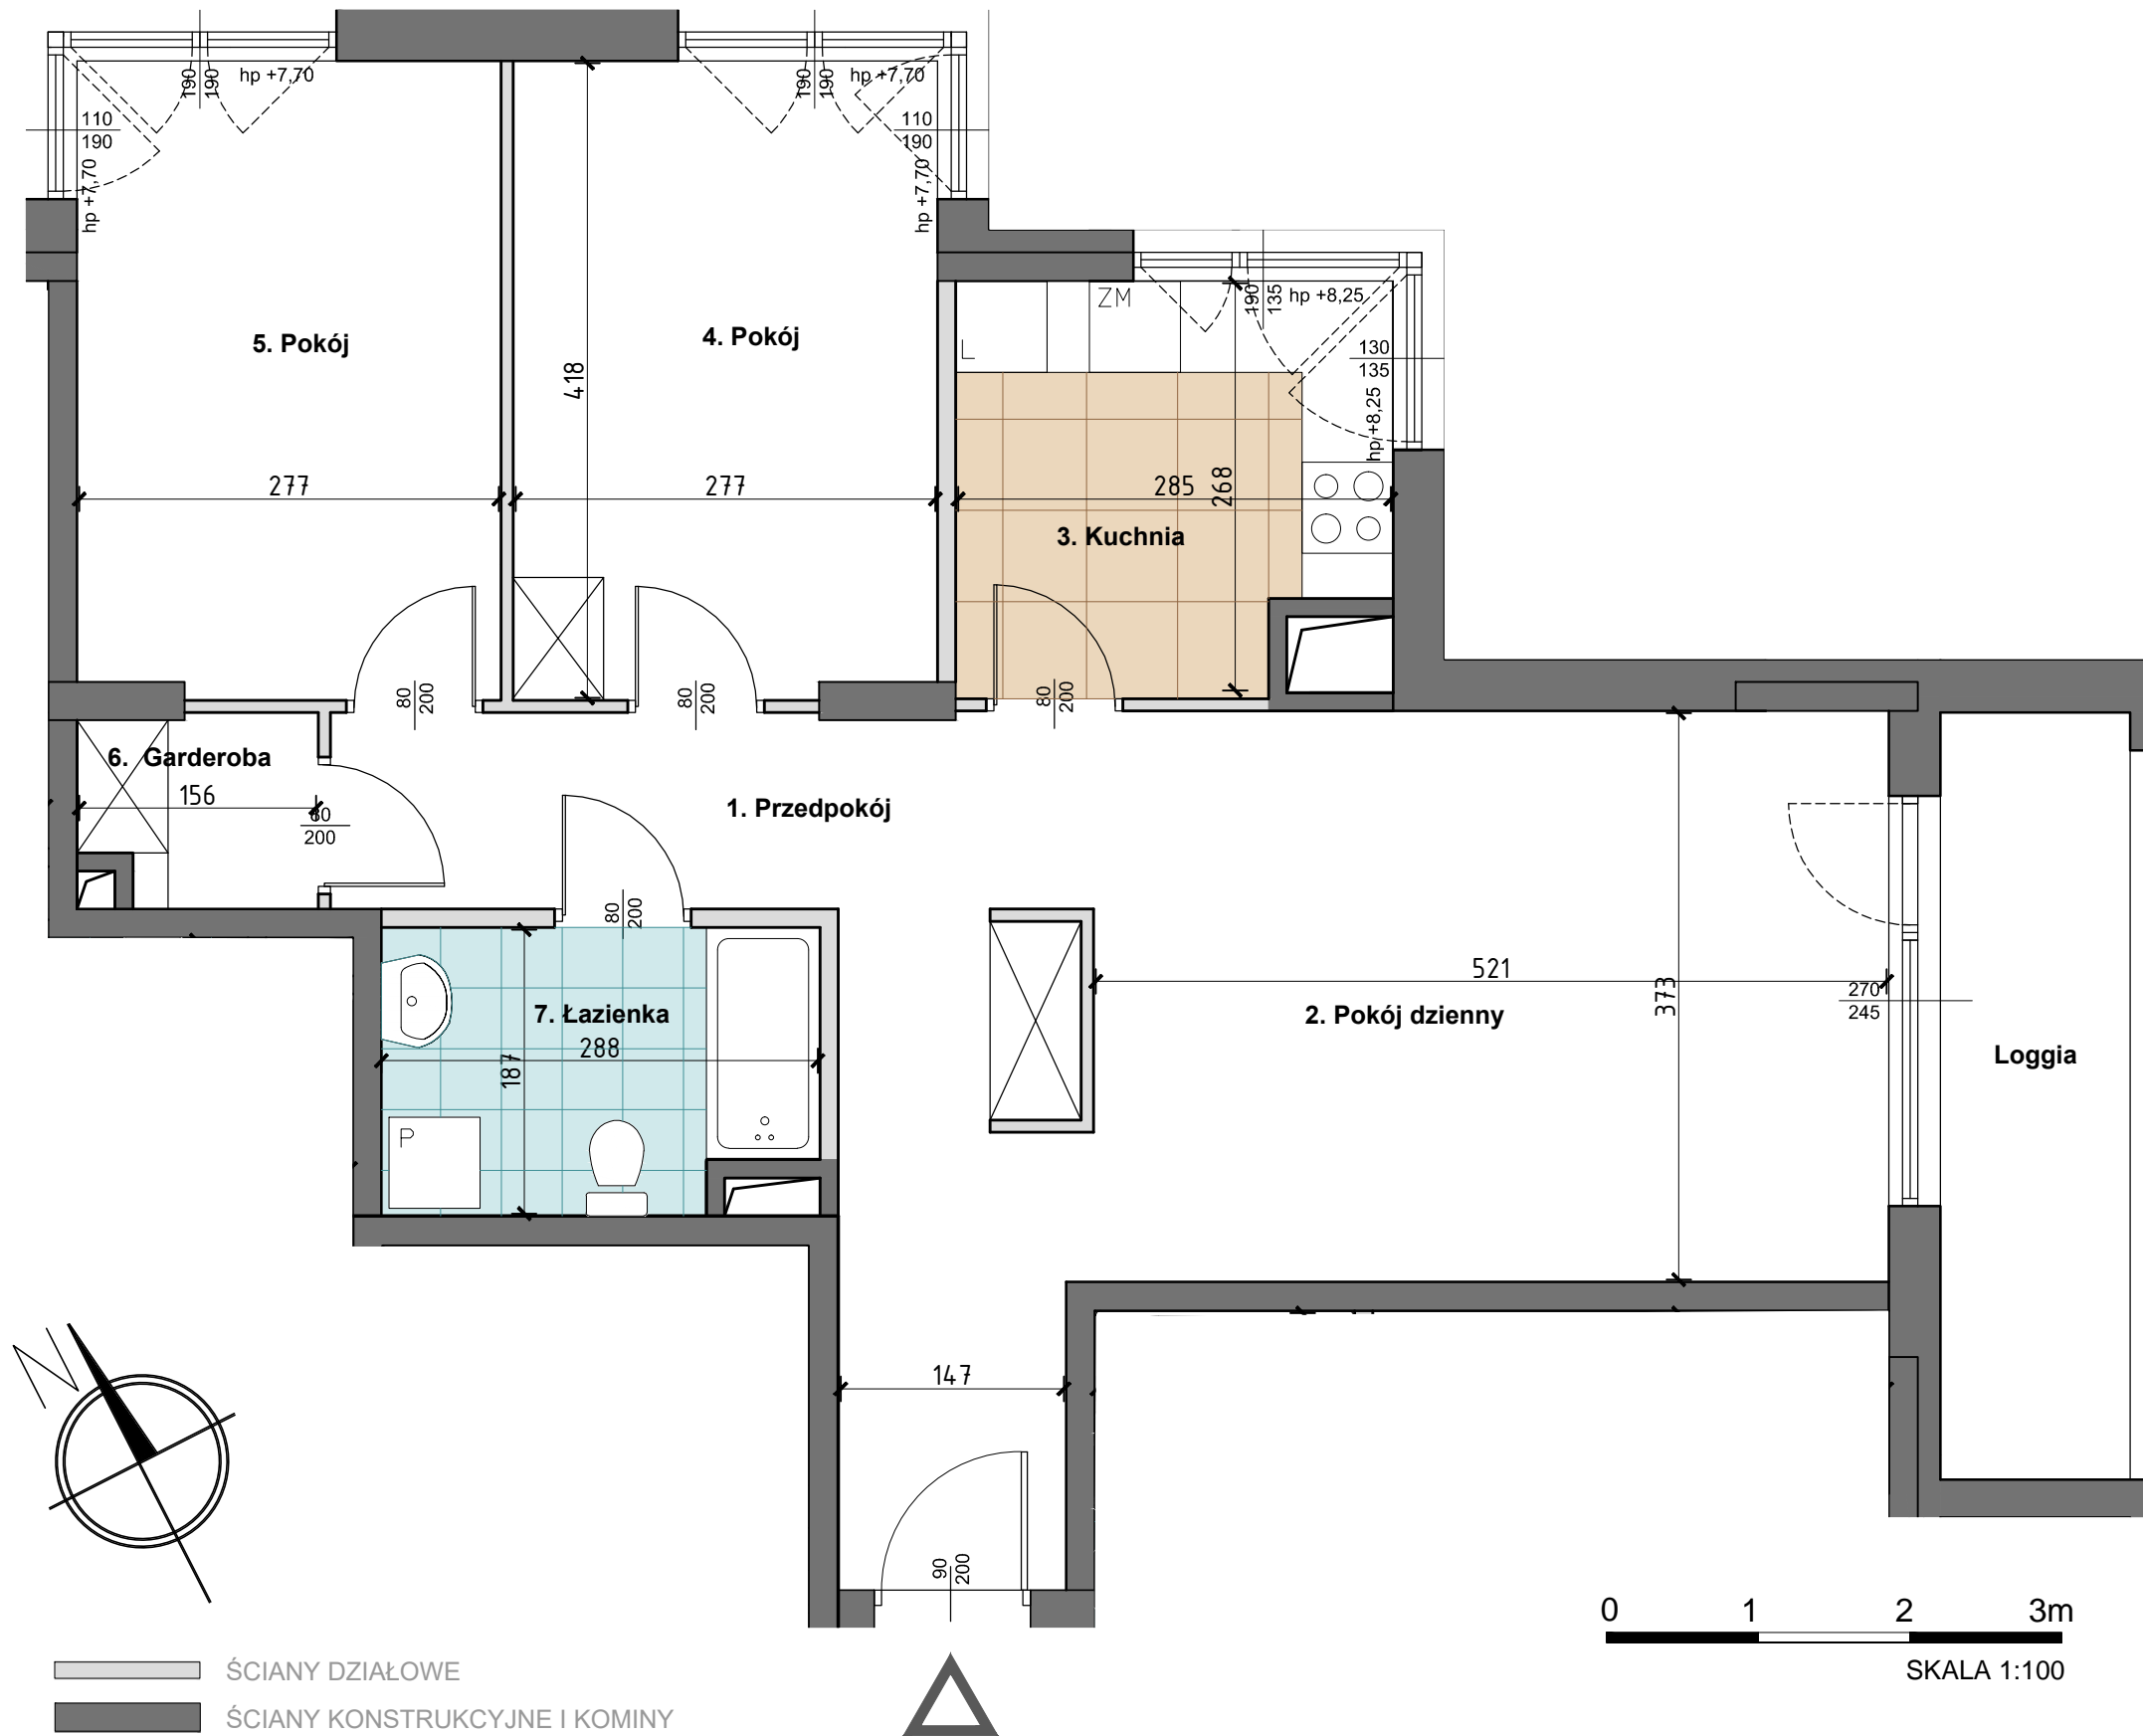 190
190
hp +7,70
190
190
hp +7,70
110
190
hp +7,70
110
190
hp +7,70
ZM
190
135
hp +8,25
5. Pokój
4. Pokój
L
130
135
hp +8,25
418
277
277
285
268
3. Kuchnia
80
200
80
200
80
200
6. Garderoba
156
80
200
1. Przedpokój
80
200
521
373
270
245
7. Łazienka
288
187
2. Pokój dzienny
Loggia
P
N
147
90
200
0 1 2 3m
SKALA 1:100
ŚCIANY DZIAŁOWE
ŚCIANY KONSTRUKCYJNE I KOMINY